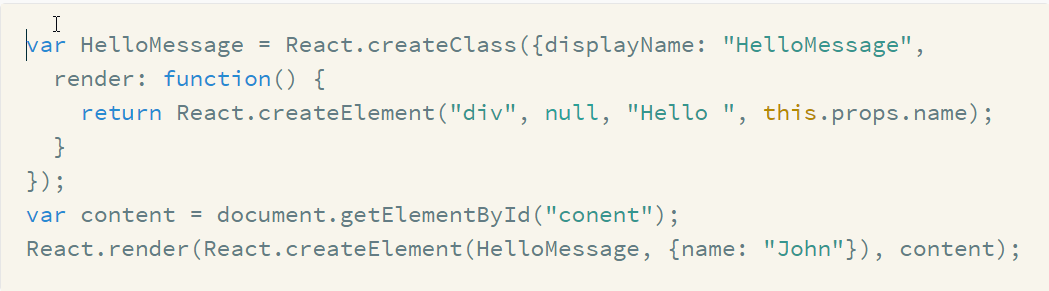 var HelloMessage = React.createClass({displayName: "HelloMessage",
  render: function() {
    return React.createElement("div", null, "Hello ", this.props.name);
  }
});
var content = document.getElementById("conent");
React.render(React.createElement(HelloMessage, {name: "John"}), content);